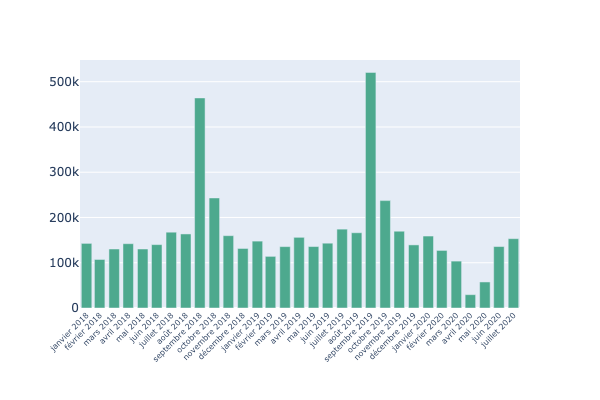 500k
400k
300k
200k
100k
0
janvier 2018
février 2018
mars 2018
avril 2018
mai 2018
juin 2018
juillet 2018
août 2018
septembre 2018
octobre 2018
novembre 2018
décembre 2018
janvier 2019
février 2019
mars 2019
avril 2019
mai 2019
juin 2019
juillet 2019
août 2019
septembre 2019
octobre 2019
novembre 2019
décembre 2019
janvier 2020
février 2020
mars 2020
avril 2020
mai 2020
juin 2020
juillet 2020